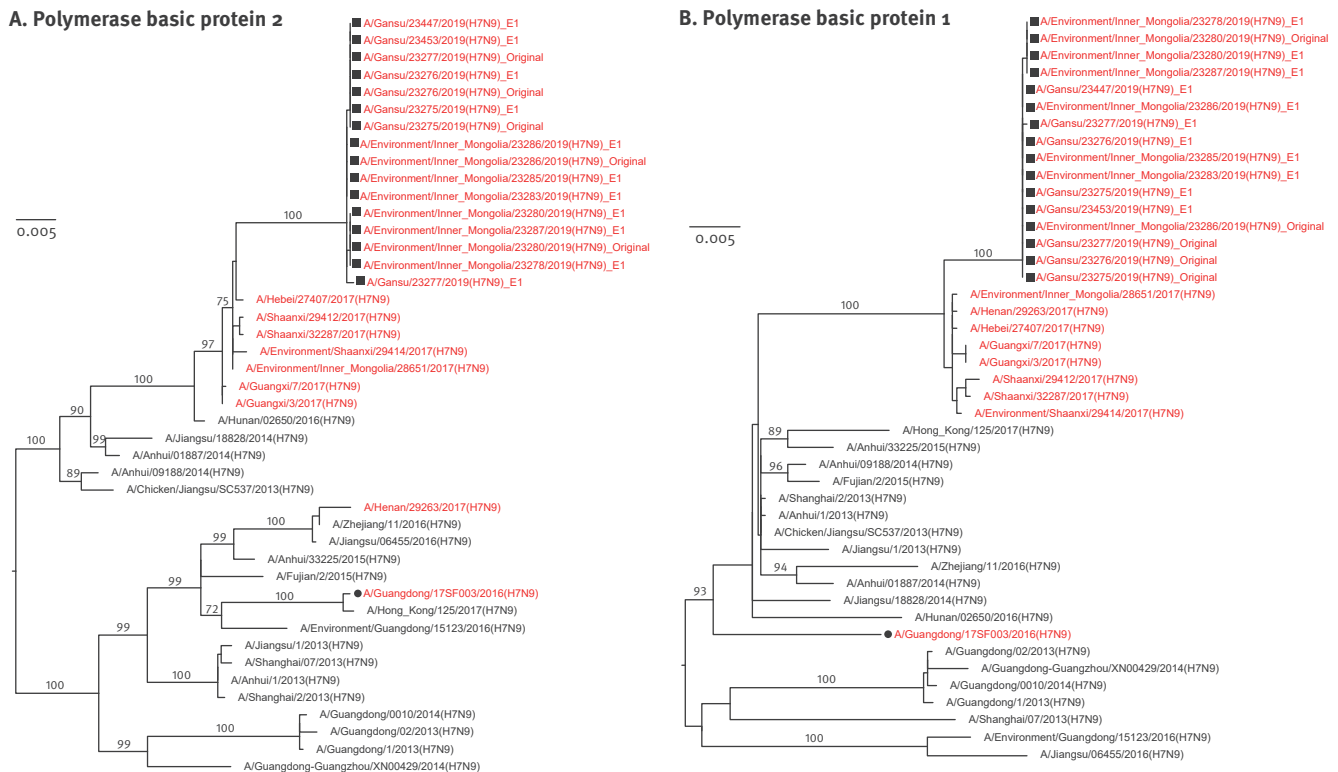 A. Polymerase basic protein 2
A/Gansu/23447/2019(H7N9)_E1
A/Gansu/23453/2019(H7N9)_E1
A/Gansu/23277/2019(H7N9)_Original
A/Gansu/23276/2019(H7N9)_E1
A/Gansu/23276/2019(H7N9)_Original
A/Gansu/23275/2019(H7N9)_E1
A/Gansu/23275/2019(H7N9)_Original
A/Environment/Inner_Mongolia/23286/2019(H7N9)_E1
A/Environment/Inner_Mongolia/23286/2019(H7N9)_Original
A/Environment/Inner_Mongolia/23285/2019(H7N9)_E1
A/Environment/Inner_Mongolia/23283/2019(H7N9)_E1
A/Environment/Inner_Mongolia/23280/2019(H7N9)_E1
100
0.005
A/Environment/Inner_Mongolia/23287/2019(H7N9)_E1
A/Environment/Inner_Mongolia/23280/2019(H7N9)_Original
A/Environment/Inner_Mongolia/23278/2019(H7N9)_E1
A/Gansu/23277/2019(H7N9)_E1
75
A/Hebei/27407/2017(H7N9)
A/Shaanxi/29412/2017(H7N9)
A/Shaanxi/32287/2017(H7N9)
97
A/Environment/Shaanxi/29414/2017(H7N9)
A/Environment/Inner_Mongolia/28651/2017(H7N9)
100
A/Guangxi/7/2017(H7N9)
A/Guangxi/3/2017(H7N9)
90
A/Hunan/02650/2016(H7N9)
99
A/Jiangsu/18828/2014(H7N9)
100
A/Anhui/01887/2014(H7N9)
89
A/Anhui/09188/2014(H7N9)
A/Chicken/Jiangsu/SC537/2013(H7N9)
A/Henan/29263/2017(H7N9)
100
A/Zhejiang/11/2016(H7N9)
99
A/Jiangsu/06455/2016(H7N9)
A/Anhui/33225/2015(H7N9)
99
A/Fujian/2/2015(H7N9)
100
A/Guangdong/17SF003/2016(H7N9)
72
A/Hong_Kong/125/2017(H7N9)
99
A/Environment/Guangdong/15123/2016(H7N9)
A/Jiangsu/1/2013(H7N9)
A/Shanghai/07/2013(H7N9)
100
A/Anhui/1/2013(H7N9)
100
A/Shanghai/2/2013(H7N9)
A/Guangdong/0010/2014(H7N9)
100
A/Guangdong/02/2013(H7N9)
99
A/Guangdong/1/2013(H7N9)
A/Guangdong-Guangzhou/XN00429/2014(H7N9)
B. Polymerase basic protein 1
A/Environment/Inner_Mongolia/23278/2019(H7N9)_E1
A/Environment/Inner_Mongolia/23280/2019(H7N9)_Original
A/Environment/Inner_Mongolia/23280/2019(H7N9)_E1
A/Environment/Inner_Mongolia/23287/2019(H7N9)_E1
A/Gansu/23447/2019(H7N9)_E1
A/Environment/Inner_Mongolia/23286/2019(H7N9)_E1
A/Gansu/23277/2019(H7N9)_E1
A/Gansu/23276/2019(H7N9)_E1
A/Environment/Inner_Mongolia/23285/2019(H7N9)_E1
A/Environment/Inner_Mongolia/23283/2019(H7N9)_E1
A/Gansu/23275/2019(H7N9)_E1
A/Gansu/23453/2019(H7N9)_E1
A/Environment/Inner_Mongolia/23286/2019(H7N9)_Original
0.005
A/Gansu/23277/2019(H7N9)_Original
100
A/Gansu/23276/2019(H7N9)_Original
A/Gansu/23275/2019(H7N9)_Original
A/Environment/Inner_Mongolia/28651/2017(H7N9)
100
A/Henan/29263/2017(H7N9)
A/Hebei/27407/2017(H7N9)
A/Guangxi/7/2017(H7N9)
A/Guangxi/3/2017(H7N9)
A/Shaanxi/29412/2017(H7N9)
A/Shaanxi/32287/2017(H7N9)
A/Environment/Shaanxi/29414/2017(H7N9)
89
A/Hong_Kong/125/2017(H7N9)
A/Anhui/33225/2015(H7N9)
96
A/Anhui/09188/2014(H7N9)
A/Fujian/2/2015(H7N9)
A/Shanghai/2/2013(H7N9)
A/Anhui/1/2013(H7N9)
A/Chicken/Jiangsu/SC537/2013(H7N9)
A/Jiangsu/1/2013(H7N9)
94
A/Zhejiang/11/2016(H7N9)
A/Anhui/01887/2014(H7N9)
93
A/Jiangsu/18828/2014(H7N9)
A/Hunan/02650/2016(H7N9)
A/Guangdong/17SF003/2016(H7N9)
A/Guangdong/02/2013(H7N9)
A/Guangdong-Guangzhou/XN00429/2014(H7N9)
100
A/Guangdong/0010/2014(H7N9)
A/Guangdong/1/2013(H7N9)
A/Shanghai/07/2013(H7N9)
100
A/Environment/Guangdong/15123/2016(H7N9)
A/Jiangsu/06455/2016(H7N9)